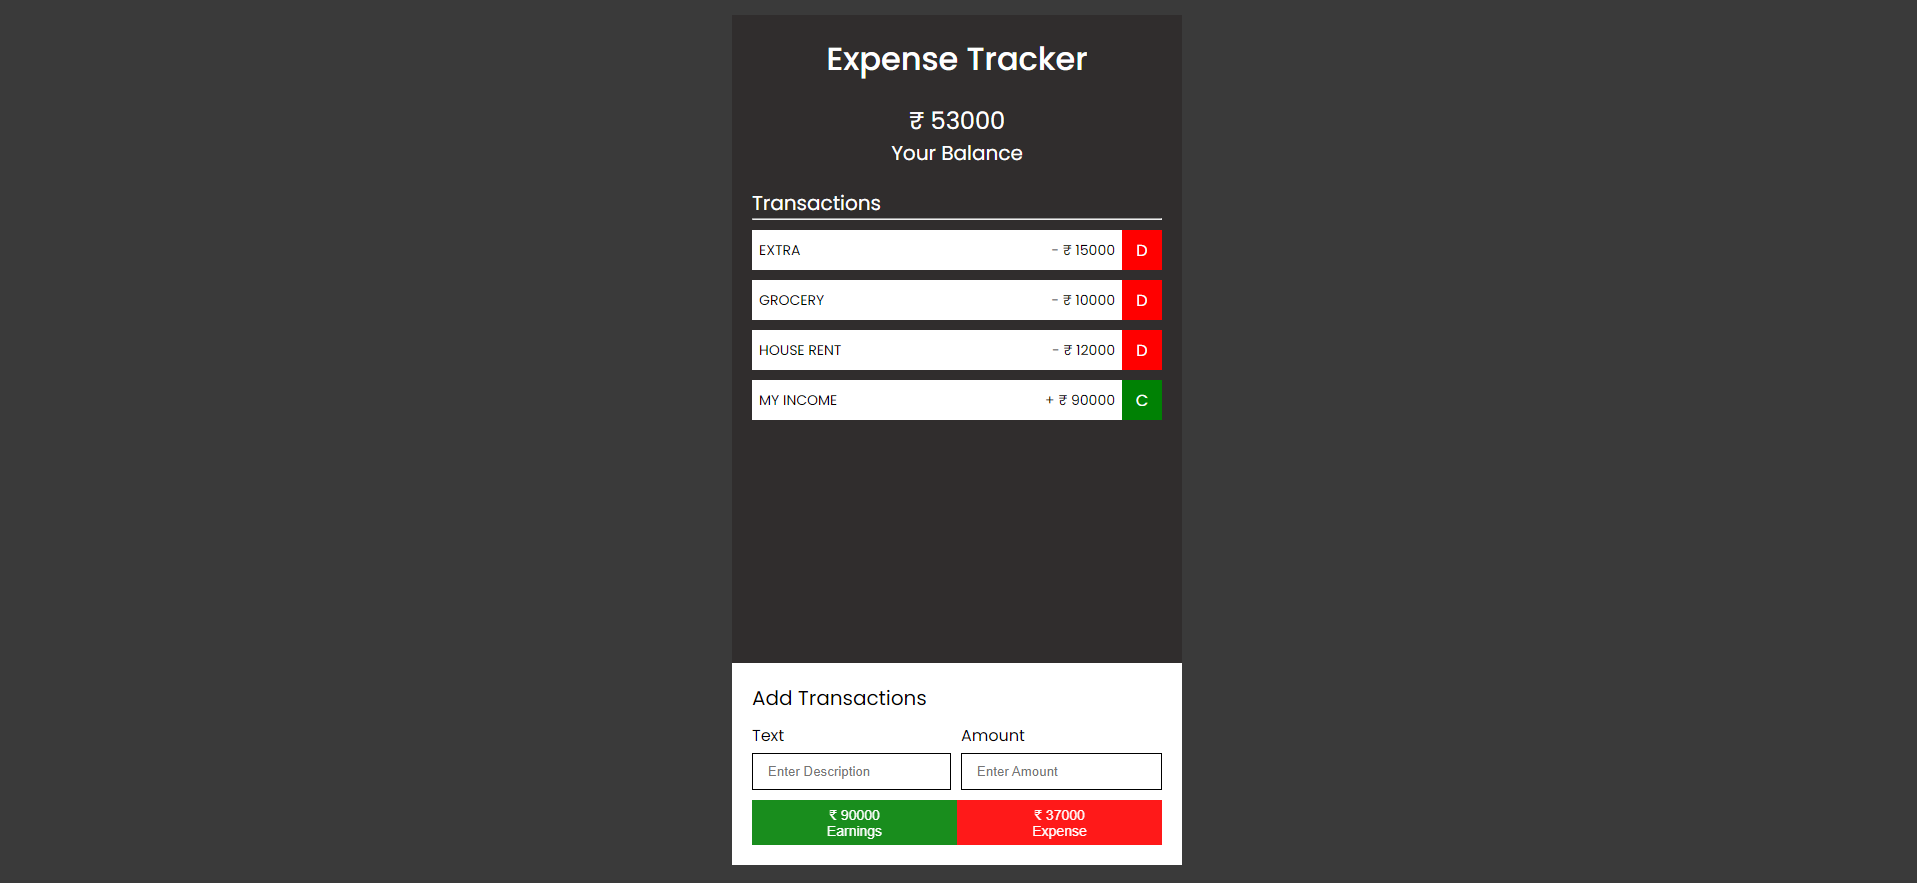 Expense Tracker
₹ 53000
Your Balance
Transactions
EXTRA - ₹ 15000 D
GROCERY - ₹ 10000 D
HOUSE RENT - ₹ 12000 D
MY INCOME + ₹ 90000 C
Add Transactions
Text Amount
Enter Description Enter Amount
₹ 90000 ₹ 37000
Earnings Expense